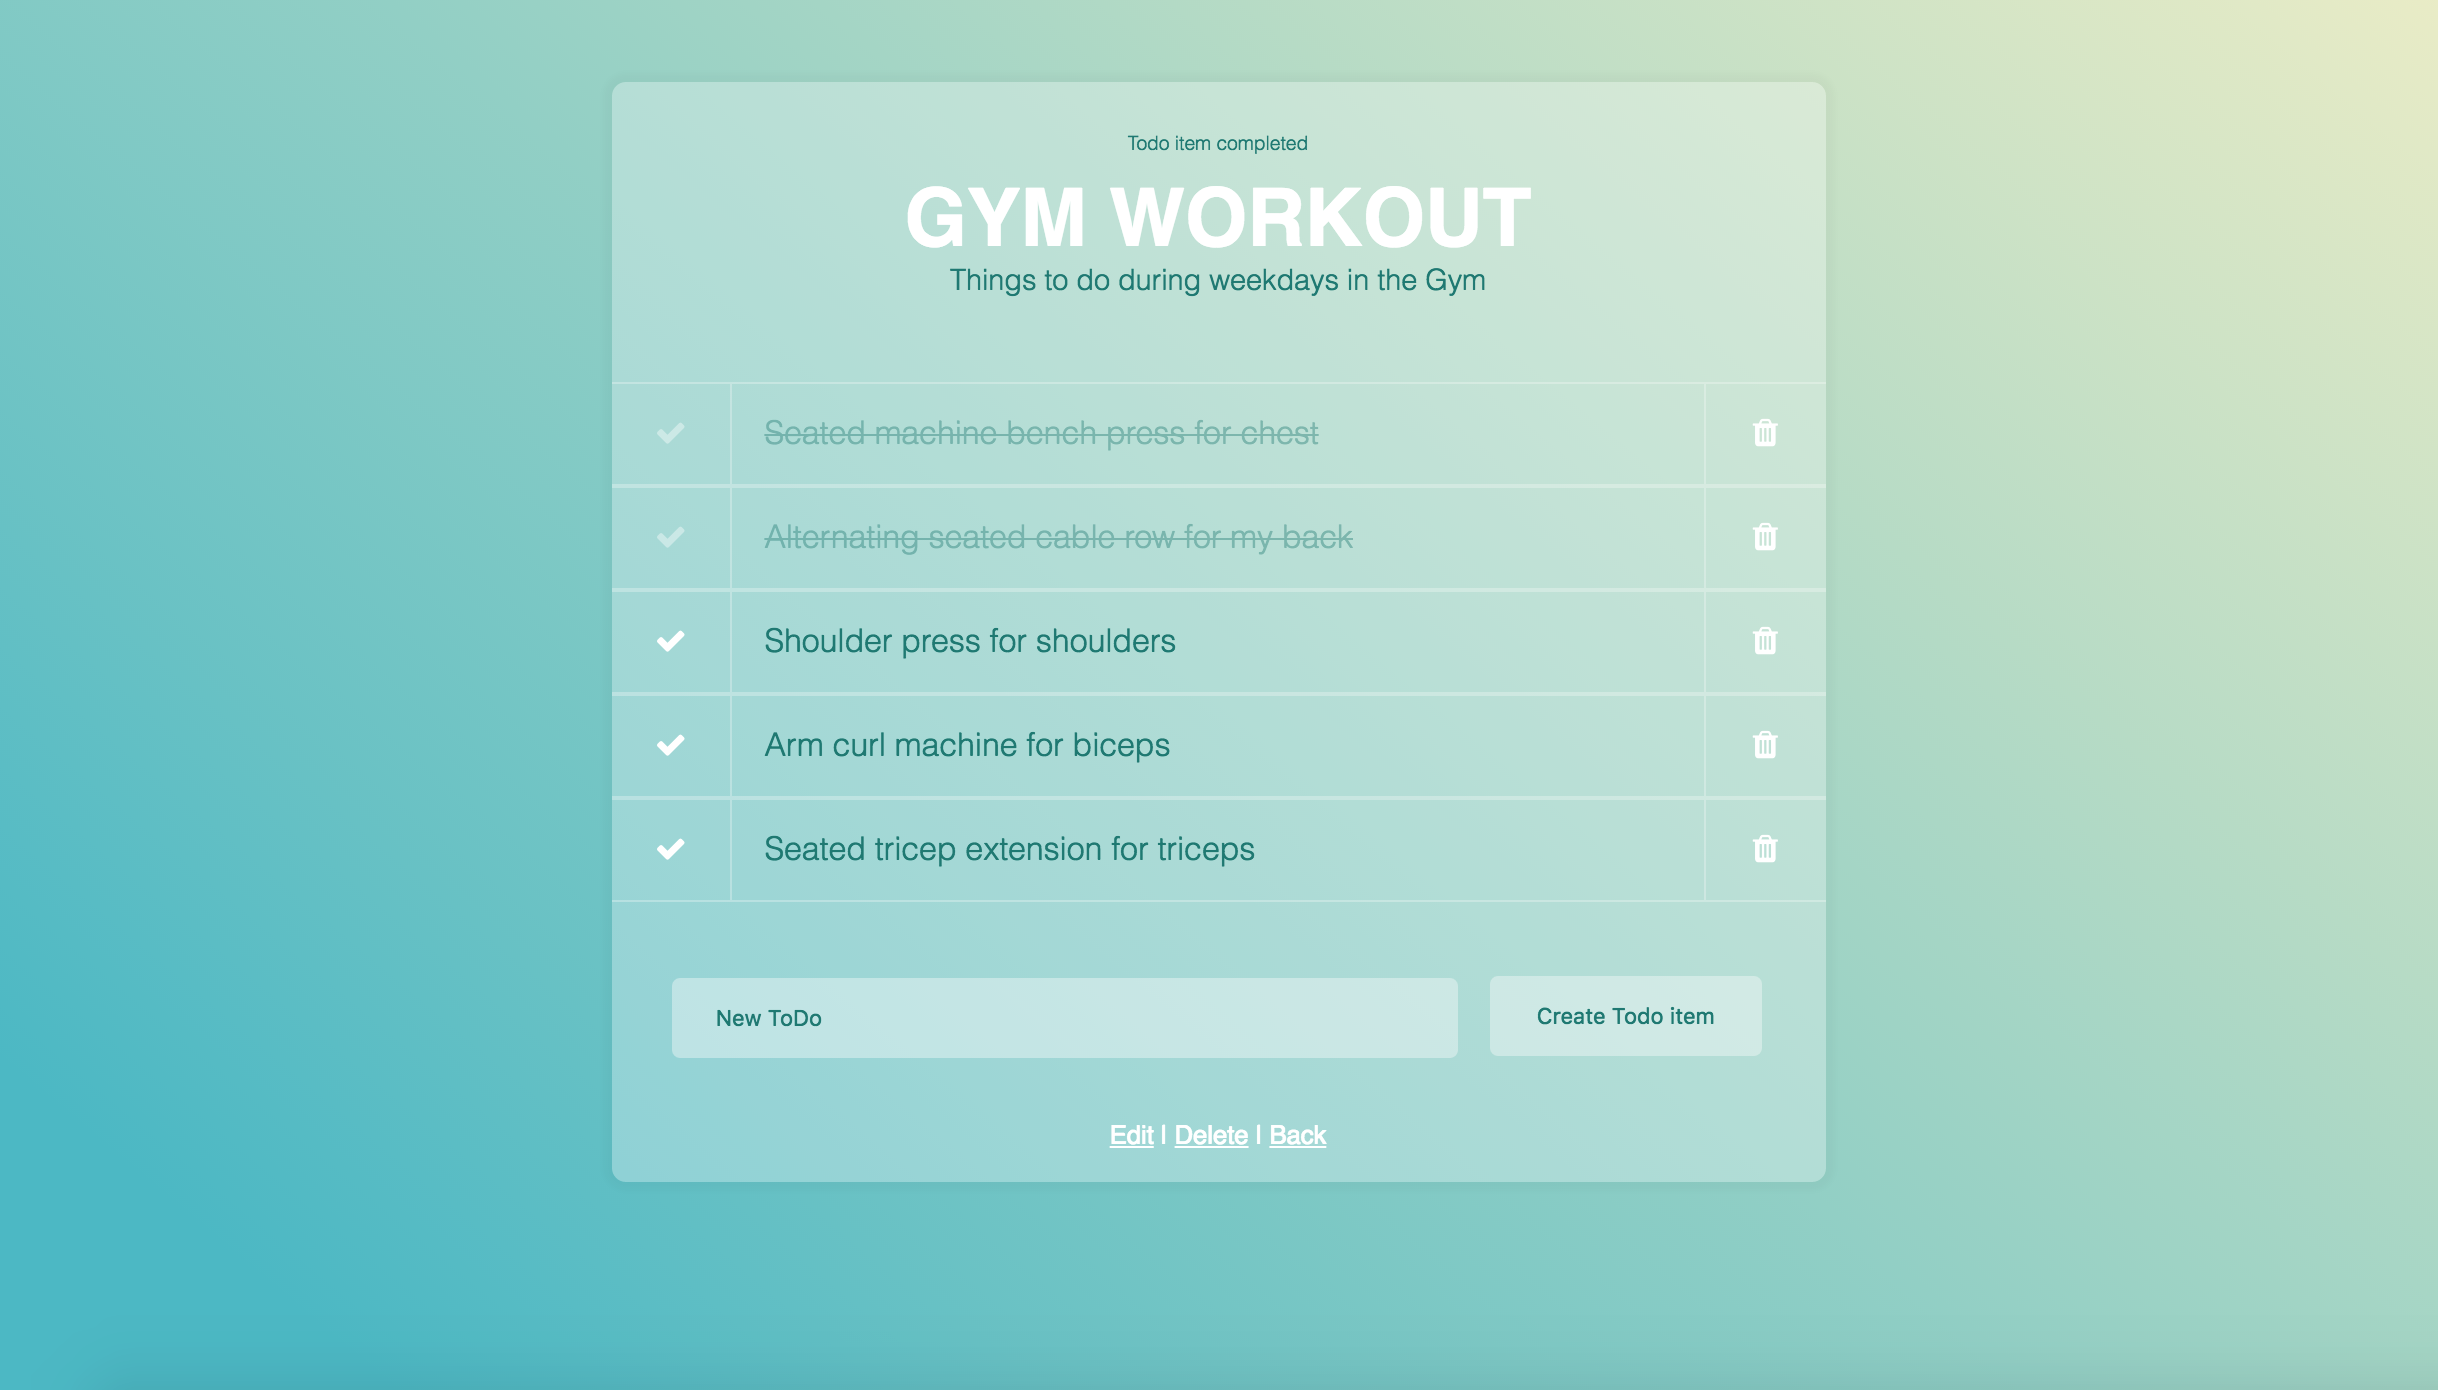 Todo item completed
GYM WORKOUT
Things to do during weekdays in the Gym
Seated machine bench press for chest
Alternating seated cable row for my back
Shoulder press for shoulders
Arm curl machine for biceps
Seated tricep extension for triceps
New ToDo
Create Todo item
Edit | Delete | Back